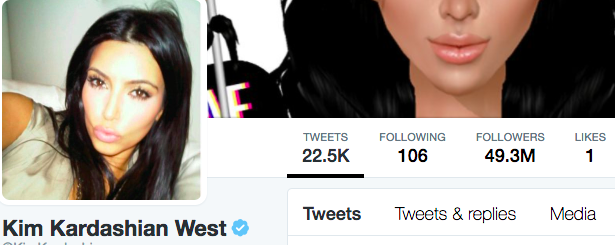 TWEETS FOLLOWING FOLLOWERS LIKES
22.5K 106 49.3M 1
Kim Kardashian West
Tweets Tweets & replies Media